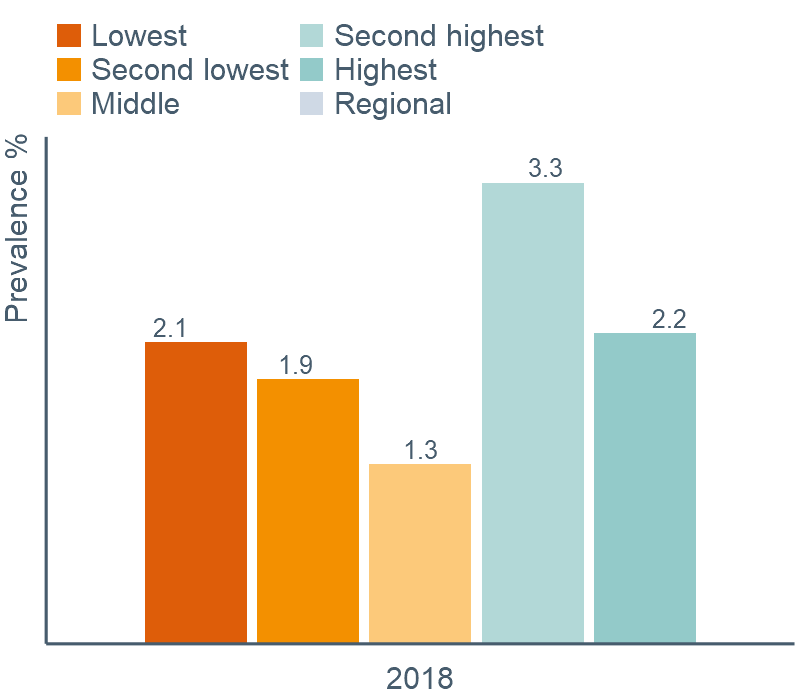 Lowest
Second lowest
Middle
Second highest
Highest
Regional
Prevalence %
2.1
1.9
1.3
3.3
2.2
2018